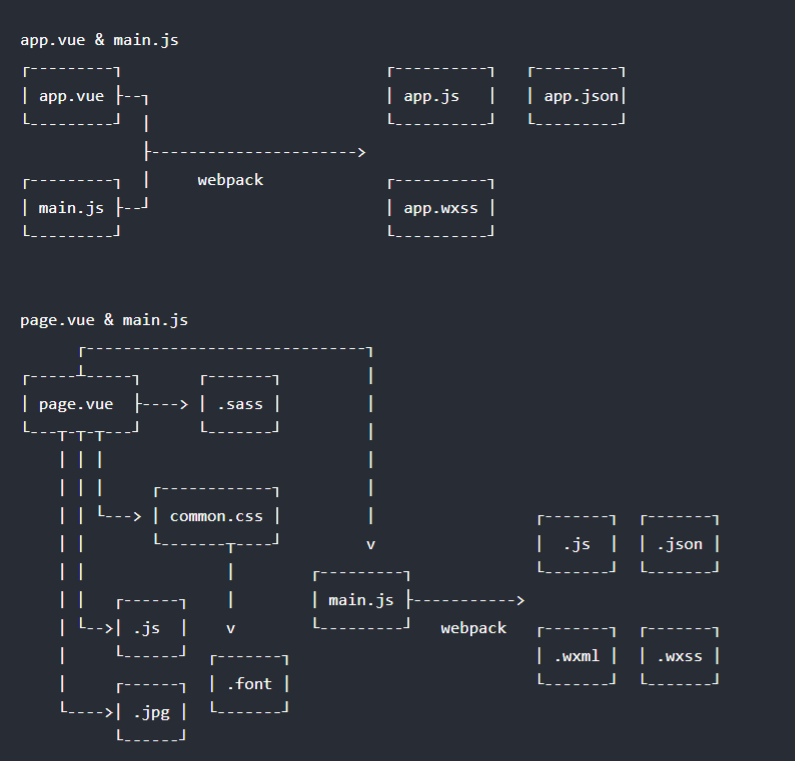 app.vue & main.js
app.vue app.js app.json
webpack
main.js app.wxss
page.vue & main.js
page.vue .sass
common.css
.js .json
main.js
.js webpack
.wxml .wxss
.font
.jpg